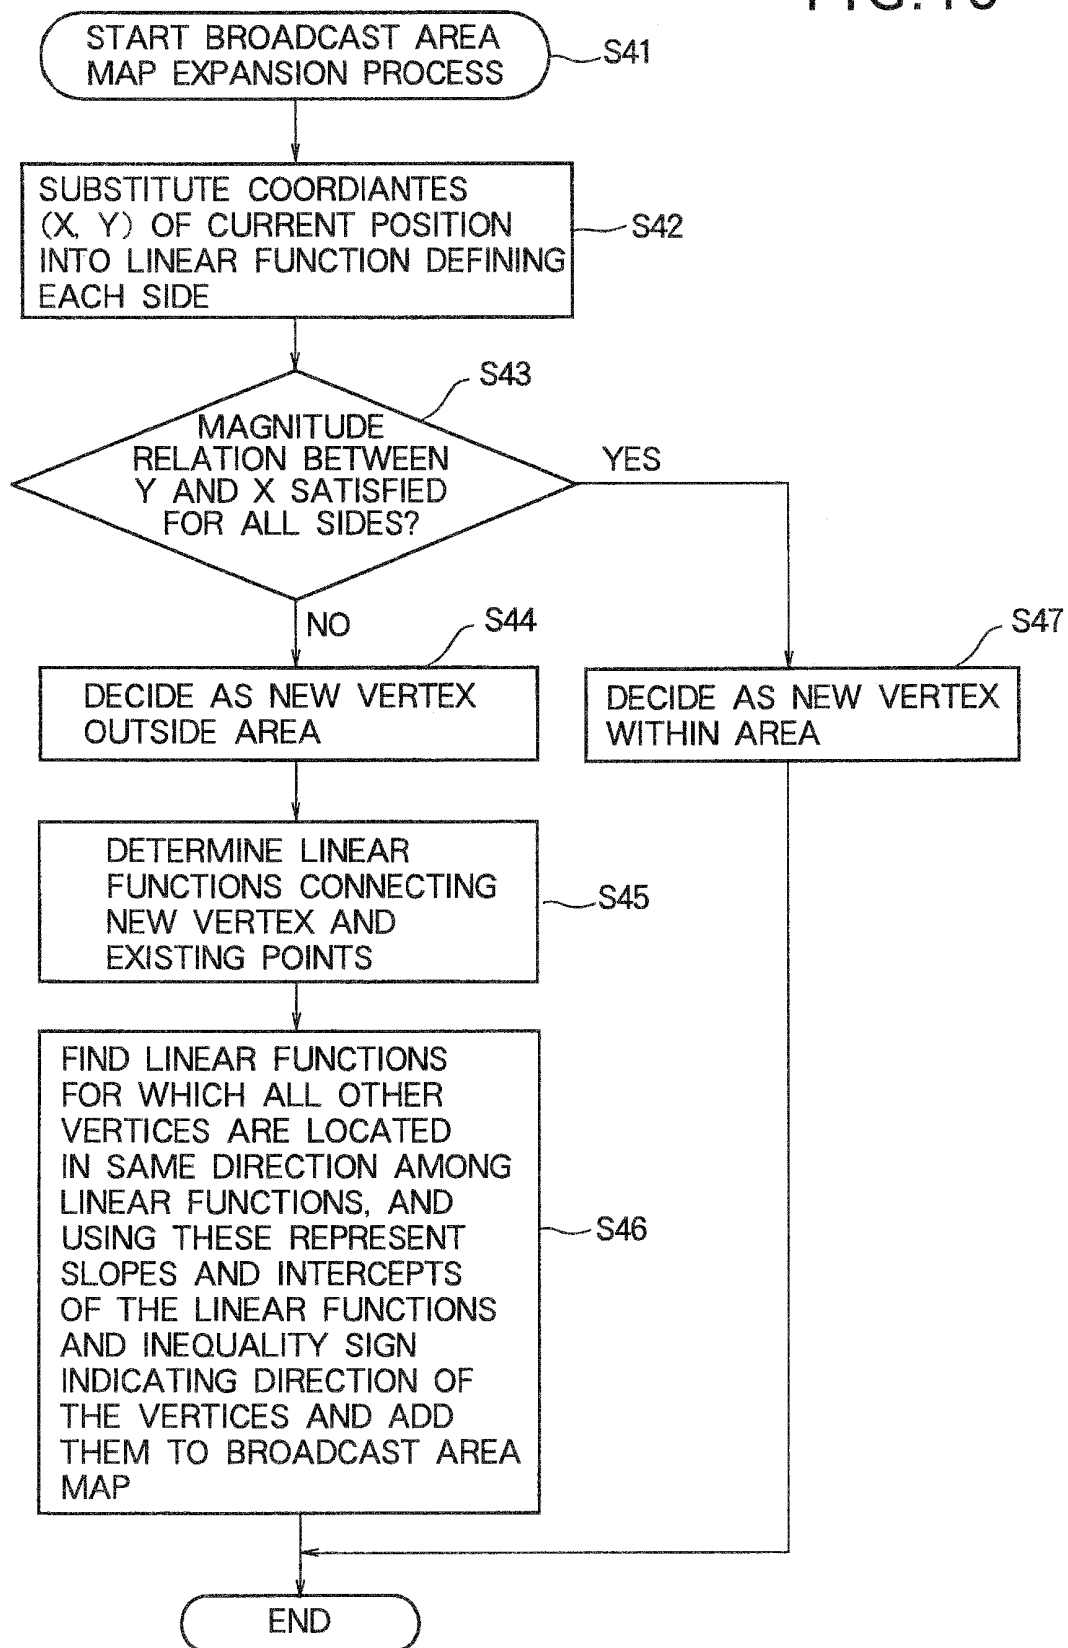 START BROADCAST AREA
MAP EXPANSION PROCESS
S41
SUBSTITUTE COORDIANTES
(X, Y) OF CURRENT POSITION
INTO LINEAR FUNCTION DEFINING
EACH SIDE
S42
S43
MAGNITUDE
RELATION BETWEEN
Y AND X SATISFIED
FOR ALL SIDES?
YES
NO
S44
DECIDE AS NEW VERTEX
OUTSIDE AREA
S47
DECIDE AS NEW VERTEX
WITHIN AREA
DETERMINE LINEAR
FUNCTIONS CONNECTING
NEW VERTEX AND
EXISTING POINTS
S45
FIND LINEAR FUNCTIONS
FOR WHICH ALL OTHER
VERTICES ARE LOCATED
IN SAME DIRECTION AMONG
LINEAR FUNCTIONS, AND
USING THESE REPRESENT
SLOPES AND INTERCEPTS
OF THE LINEAR FUNCTIONS
AND INEQUALITY SIGN
INDICATING DIRECTION OF
THE VERTICES AND ADD
THEM TO BROADCAST AREA
MAP
S46
END